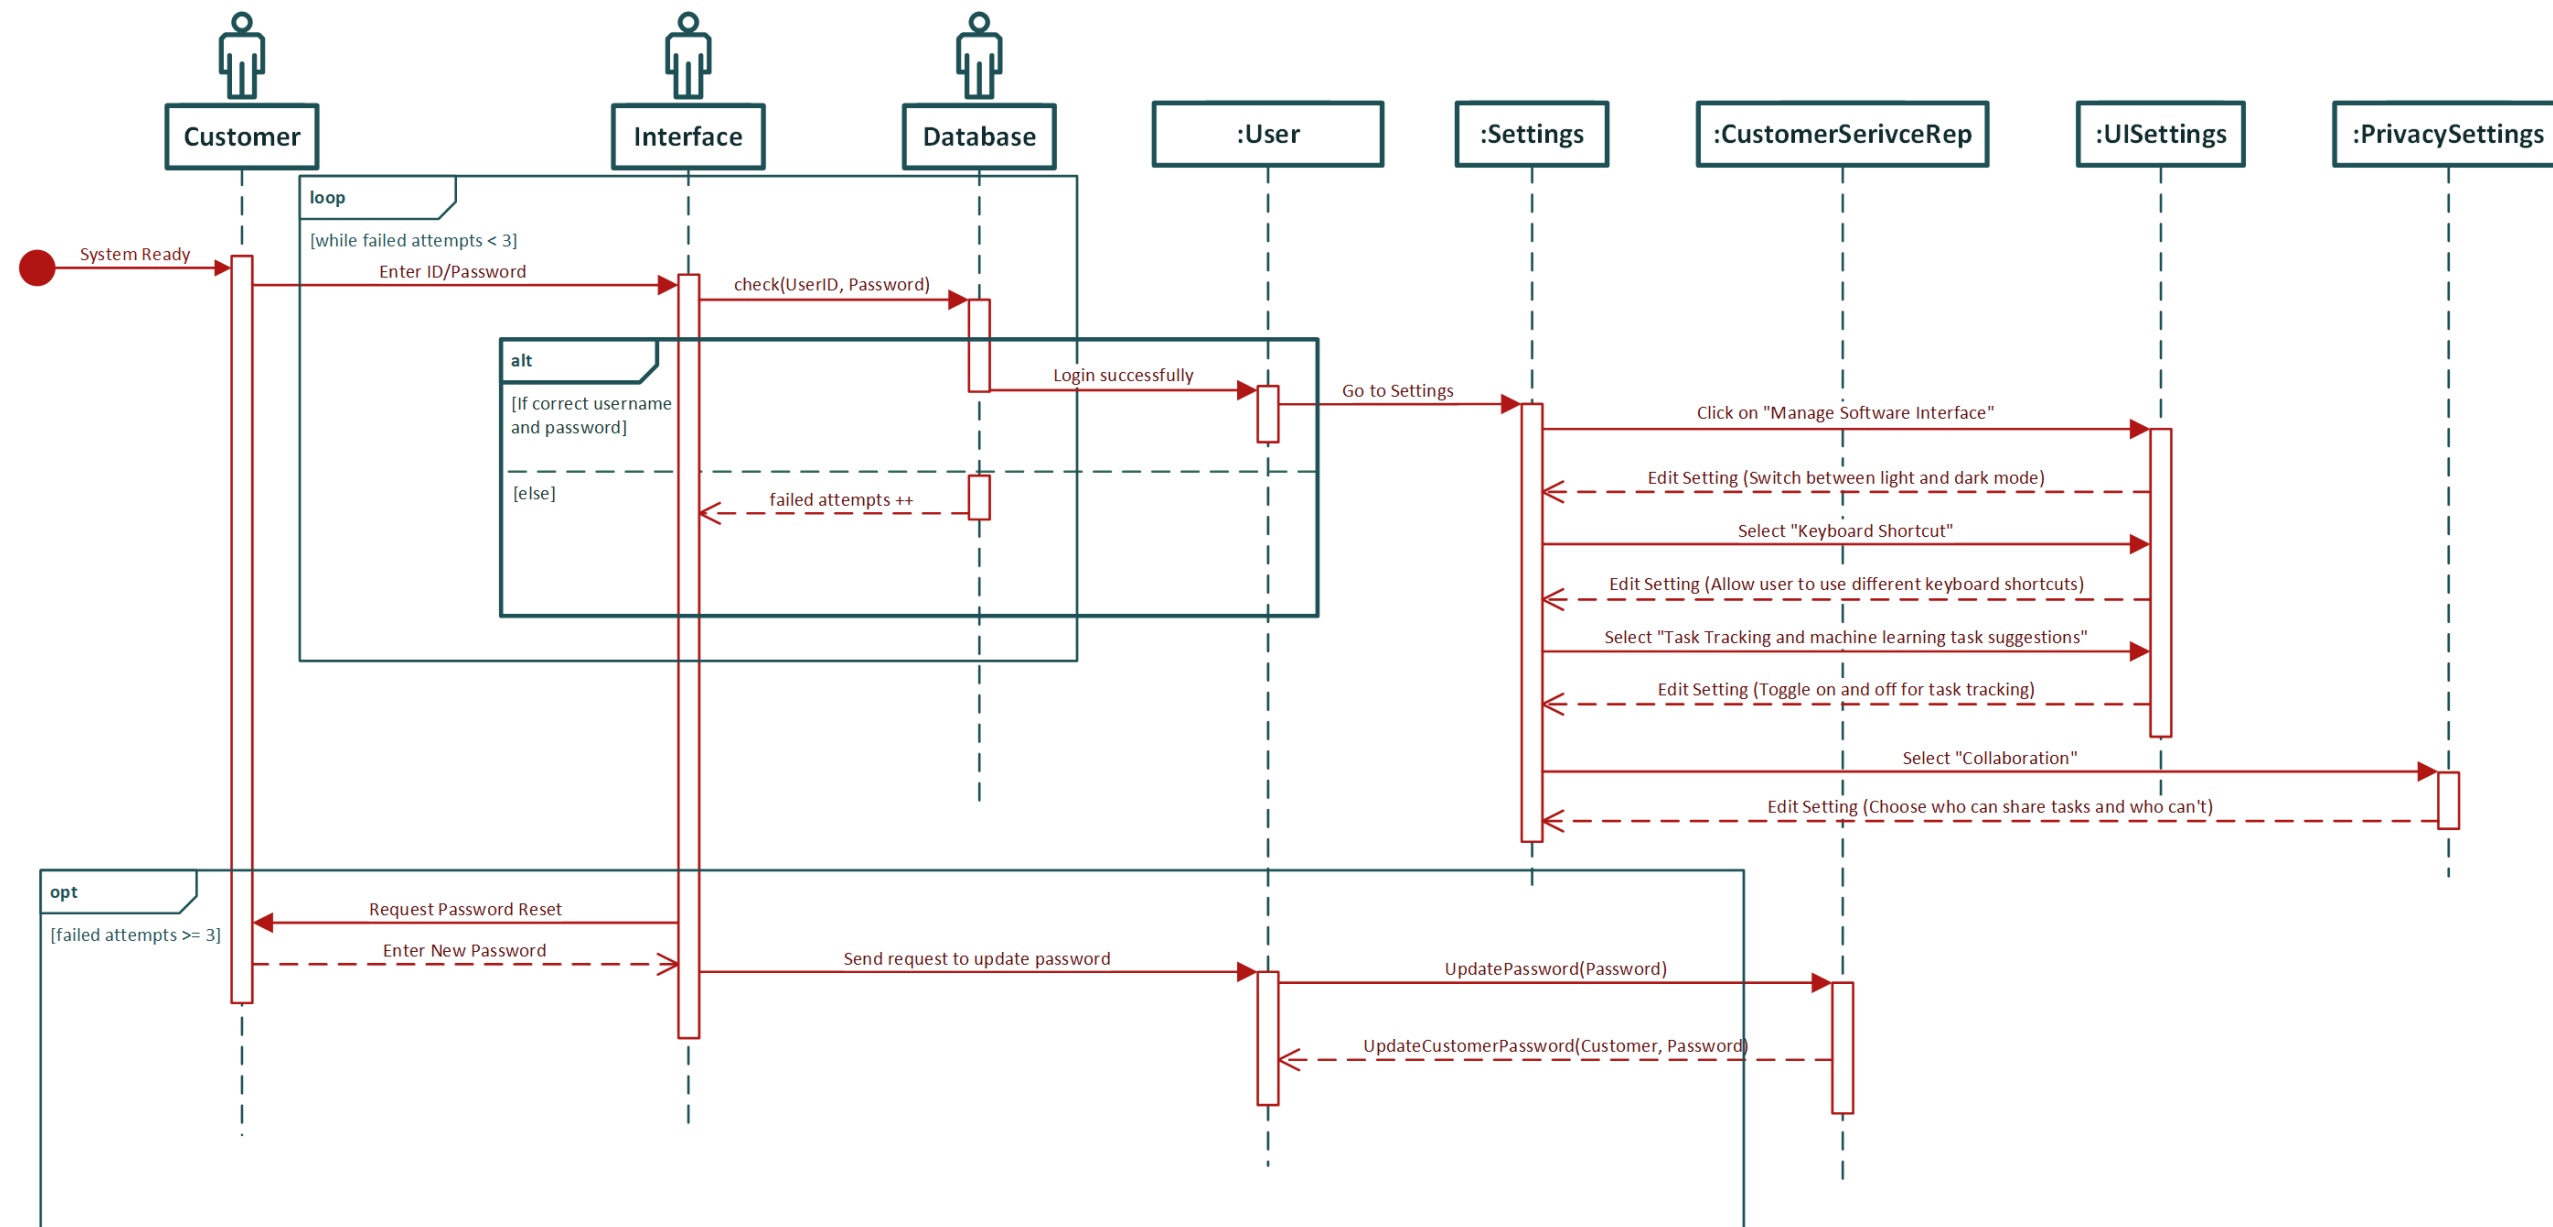 Customer
Interface
Database
:User
:Settings
:CustomerSerivceRep
:UISettings
:PrivacySettings
loop
[while failed attempts < 3]
System Ready
Enter ID/Password
check(UserID, Password)
alt
[If correct username
and password]
Login successfully
Go to Settings
Click on "Manage Software Interface"
Edit Setting (Switch between light and dark mode)
[else]
failed attempts ++
Select "Keyboard Shortcut"
Edit Setting (Allow user to use different keyboard shortcuts)
Select "Task Tracking and machine learning task suggestions"
Edit Setting (Toggle on and off for task tracking)
Select "Collaboration"
Edit Setting (Choose who can share tasks and who can't)
opt
[failed attempts >= 3]
Request Password Reset
Enter New Password
Send request to update password
UpdatePassword(Password)
UpdateCustomerPassword(Customer, Password)